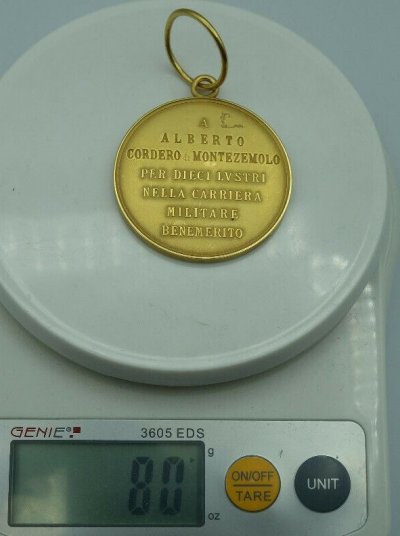 A
ALBERTO
CORDERO DI MONTEZEMOLO
PER DIECI LVSTRI
NELLA CARRIERA
MILITARE
BENEMERITO
GENIE® 3605 EDS
80
g
oz
ON/OFF
TARE
UNIT